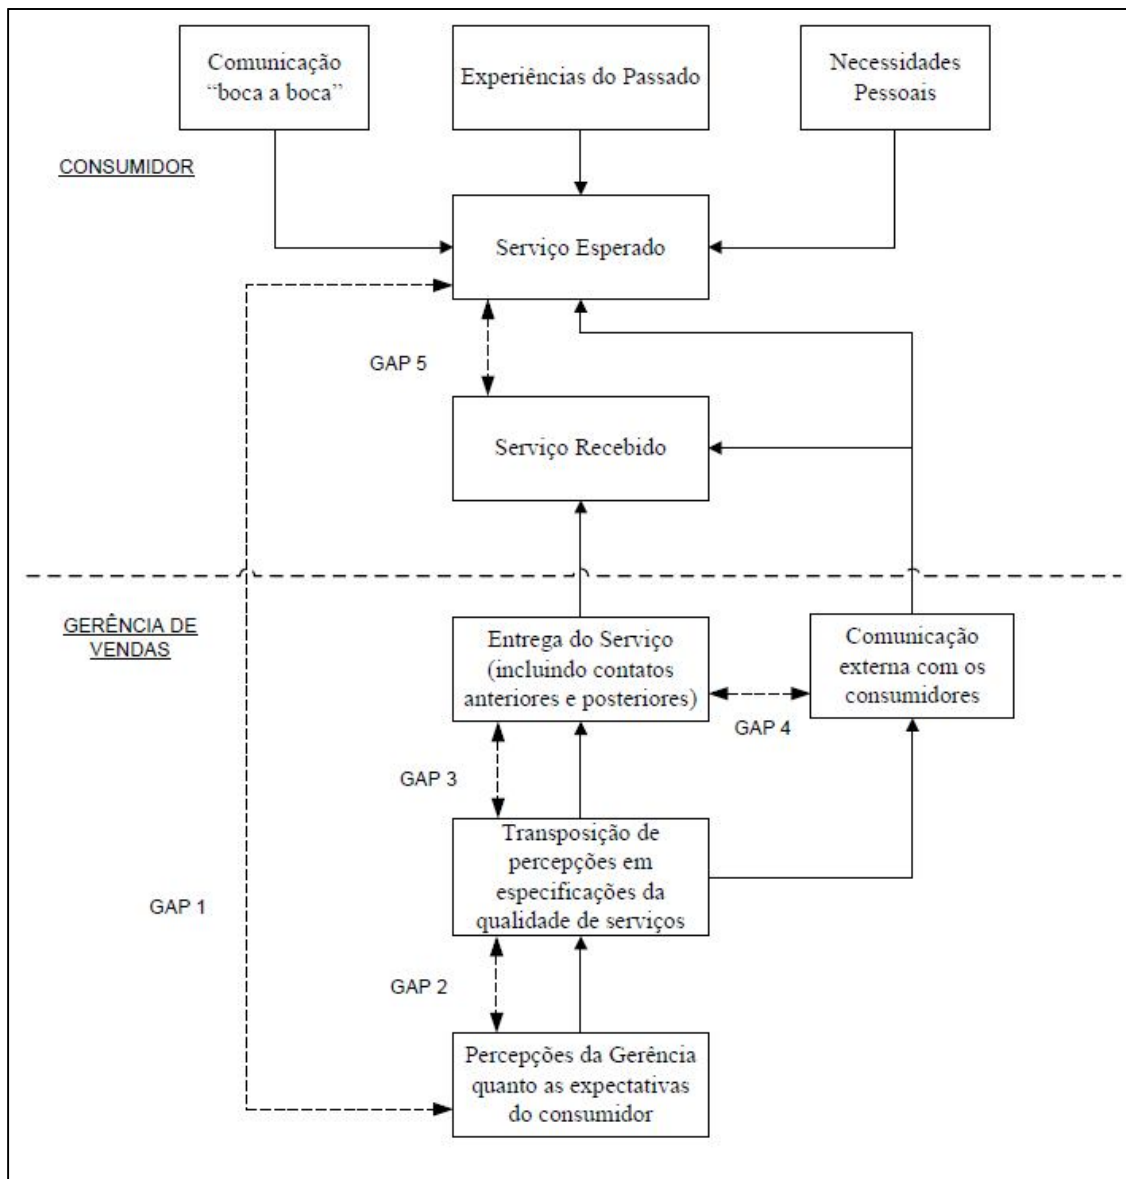 Comunicação
“boca a boca”
Experiências do Passado
Necessidades
Pessoais
CONSUMIDOR
Serviço Esperado
GAP 5
Serviço Recebido
GERÊNCIA DE
VENDAS
Entrega do Serviço
(incluindo contatos
anteriores e posteriores)
Comunicação
externa com os
consumidores
GAP 4
GAP 3
Transposição de
percepções em
especificações da
qualidade de serviços
GAP 1
GAP 2
Percepções da Gerência
quanto as expectativas
do consumidor